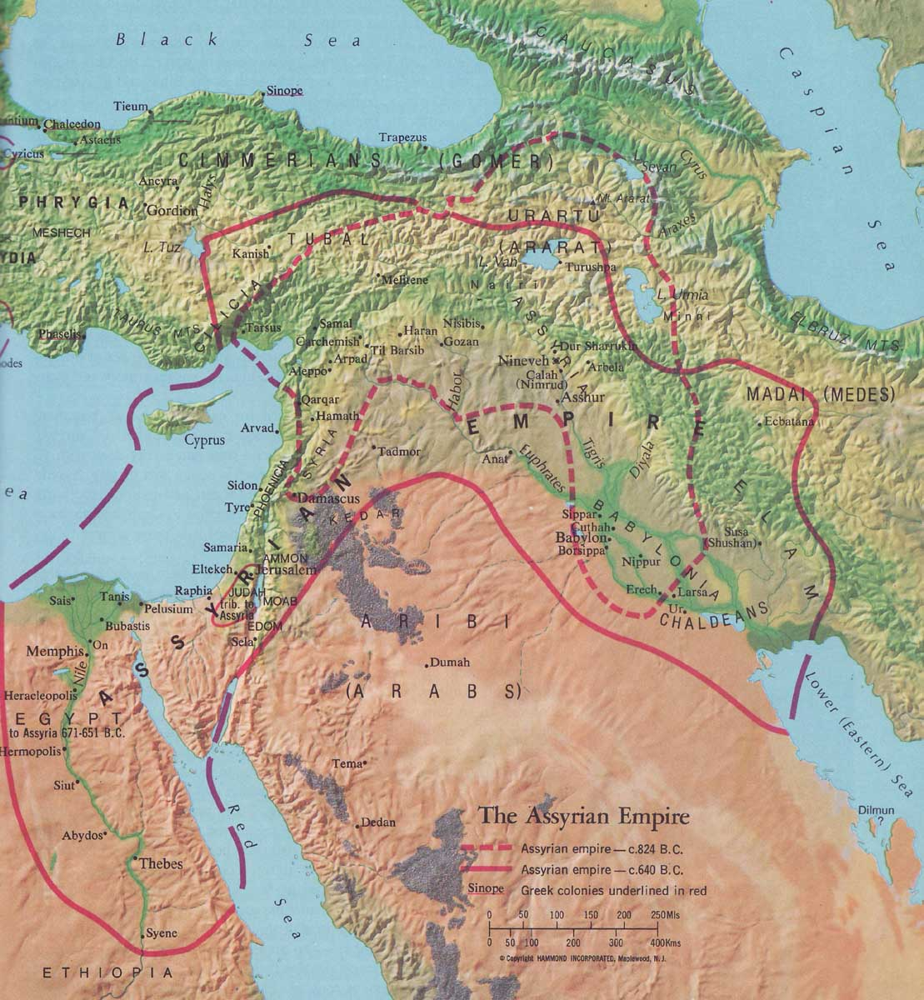 Black Sea
CAUCASUS
Caspian Sea
Sinope
Tieum
Chalcedon
Astacus
Cyzicus
Trapezus
CIMMERIANS (GOMER)
Sevan
Cyrus
Ancyra
Halys
PHRYGIA
Gordion
Mt. Ararat
MESHECH
URARTU
(ARARAT)
Araxes
L. Tuz
Kanish
TUBAL
L. Van
Turushpa
Melitene
Nairi
L. Urmia
Minni
ELBRUZ MTS.
TAURUS MTS.
CILICIA
Phaselis
Tarsus
Samal
Haran
Nisibis
Carchemish
Til Barsib
Gozan
Arpad
Aleppo
Dur Sharrukin
Nineveh
Arbela
Calah
(Nimrud)
Asshur
ASSYRIA
MADAI (MEDES)
Ecbatana
Habor
Qarqar
Hamath
Arvad
Cyprus
SYRIA
Tadmor
Anat
Euphrates
Tigris
Diyala
ASSYRIAN EMPIRE
ELAM
Sidon
PHOENICIA
Damascus
Tyre
KEDAR
Sippar
Cuthah
Babylon
Borsippa
BABYLONIA
Nippur
Susa
(Shushan)
Samaria
AMMON
Eltekeh
Jerusalem
Raphia
JUDAH
trib. to
Assyria
MOAB
EDOM
Sela
Erech
Larsa
Ur
CHALDEANS
Sais
Tanis
Pelusium
Bubastis
On
Memphis
Nile
Heracleopolis
EGYPT
to Assyria 671-651 B.C.
Hermopolis
Siut
Abydos
Thebes
Syene
ETHIOPIA
ARIBI
(ARABS)
Dumah
Tema
Dedan
Red Sea
Lower (Eastern) Sea
Dilmun
The Assyrian Empire
Assyrian empire—c.824 B.C.
Assyrian empire—c.640 B.C.
Sinope Greek colonies underlined in red
0 50 100 150 200 250Mls
0 50 100 200 300 400Kms
© Copyright HAMMOND INCORPORATED, Maplewood, N. J.